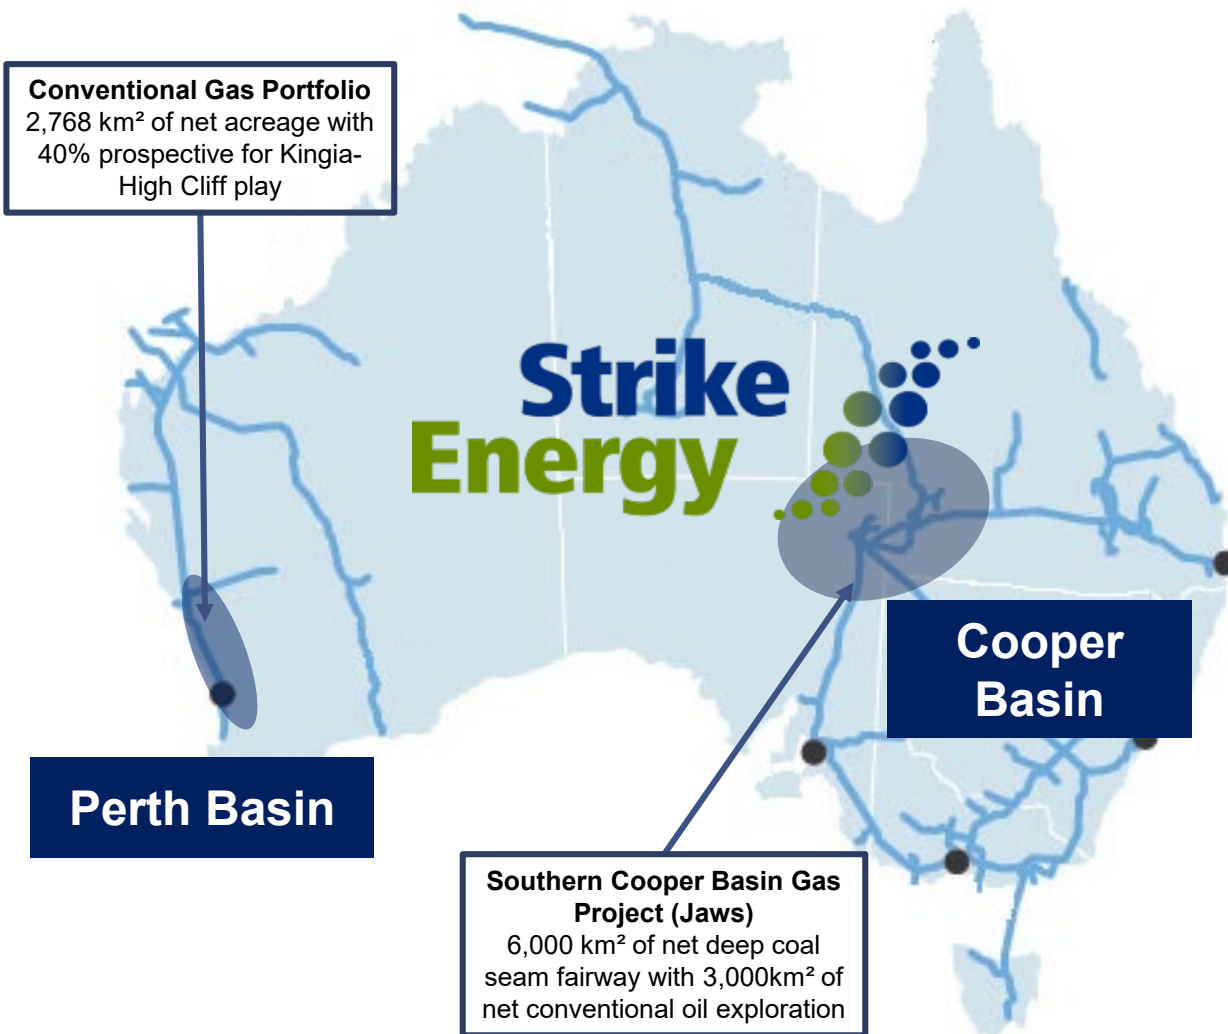 Conventional Gas Portfolio
2,768 km² of net acreage with
40% prospective for Kingia-
High Cliff play
Strike
Energy
Cooper
Basin
Perth Basin
Southern Cooper Basin Gas
Project (Jaws)
6,000 km² of net deep coal
seam fairway with 3,000km² of
net conventional oil exploration